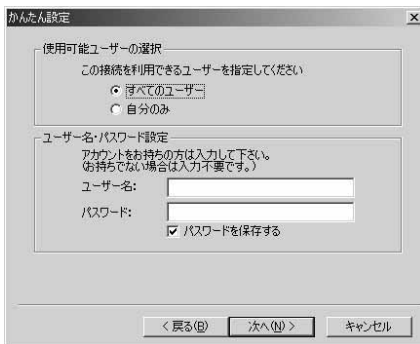 かんたん設定
使用可能ユーザーの選択
この接続を利用できるユーザーを指定してください
すべてのユーザー
自分のみ
ユーザー名・パスワード設定
アカウントをお持ちの方は入力して下さい。
(お持ちでない場合は入力不要です。)
ユーザー名:
パスワード:
パスワードを保存する
< 戻る(B)
次へ(N) >
キャンセル